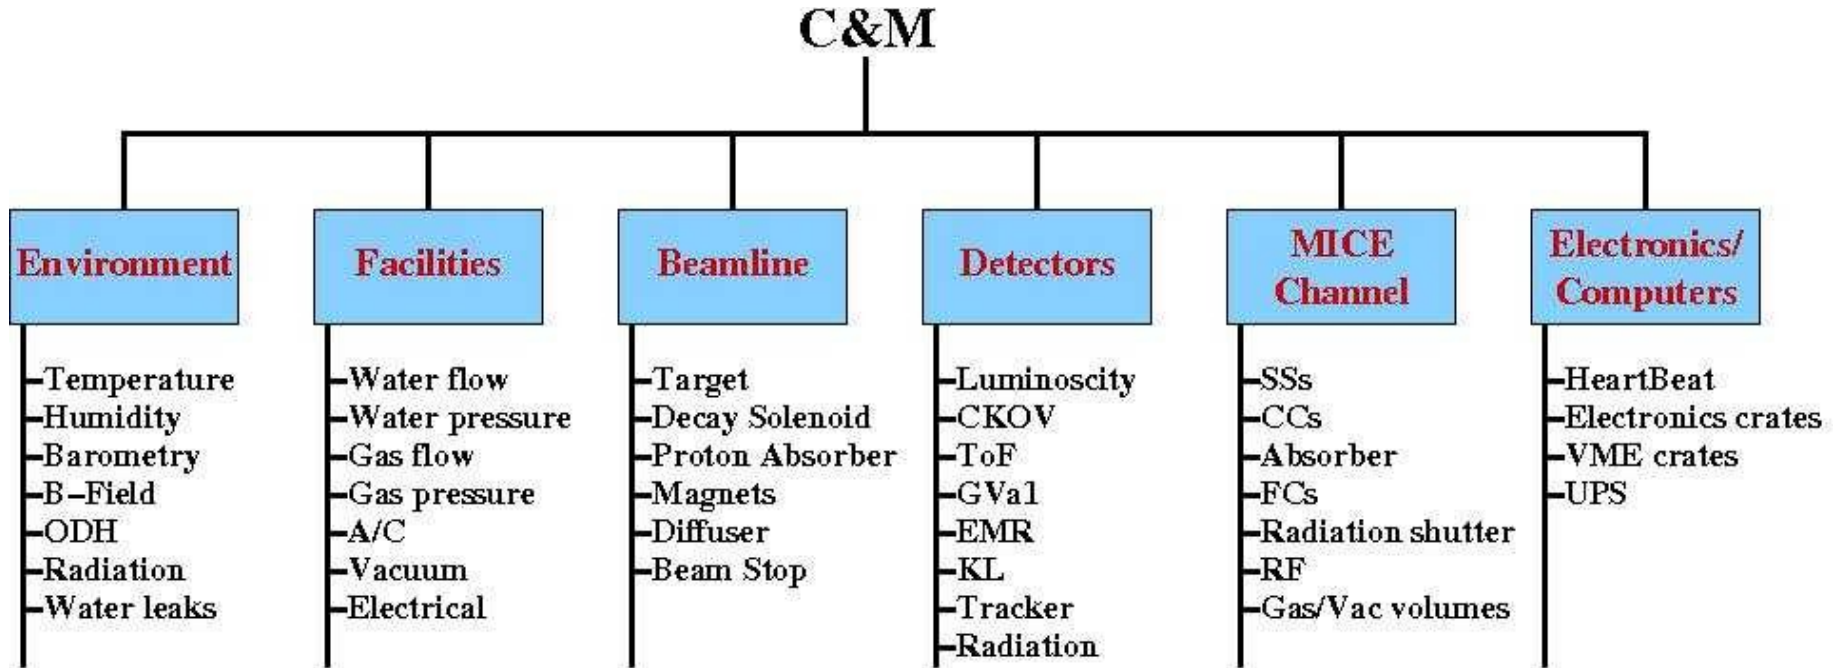 C&M
Environment
Temperature
Humidity
Barometry
B-Field
ODH
Radiation
Water leaks
Facilities
Water flow
Water pressure
Gas flow
Gas pressure
A/C
Vacuum
Electrical
Beamline
Target
Decay Solenoid
Proton Absorber
Magnets
Diffuser
Beam Stop
Detectors
Luminoscity
CKOV
ToF
GVa1
EMR
KL
Tracker
Radiation
MICE
Channel
SSs
CCs
Absorber
FCs
Radiation shutter
RF
Gas/Vac volumes
Electronics/
Computers
HeartBeat
Electronics crates
VME crates
UPS